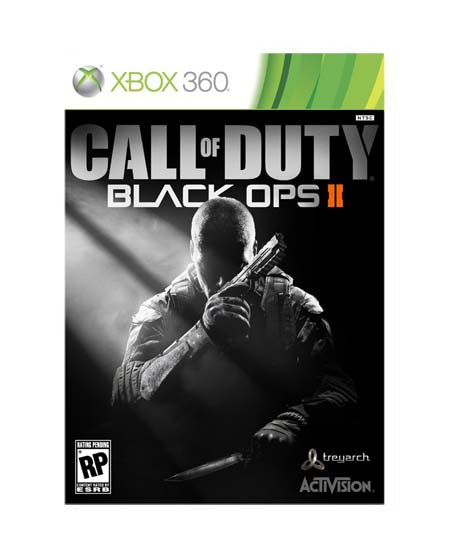 XBOX 360
NTSC
CALL OF DUTY
BLACK OPS II
RATING PENDING
RP
CONTENT RATED BY
ESRB
treyarch
ACTIVISION